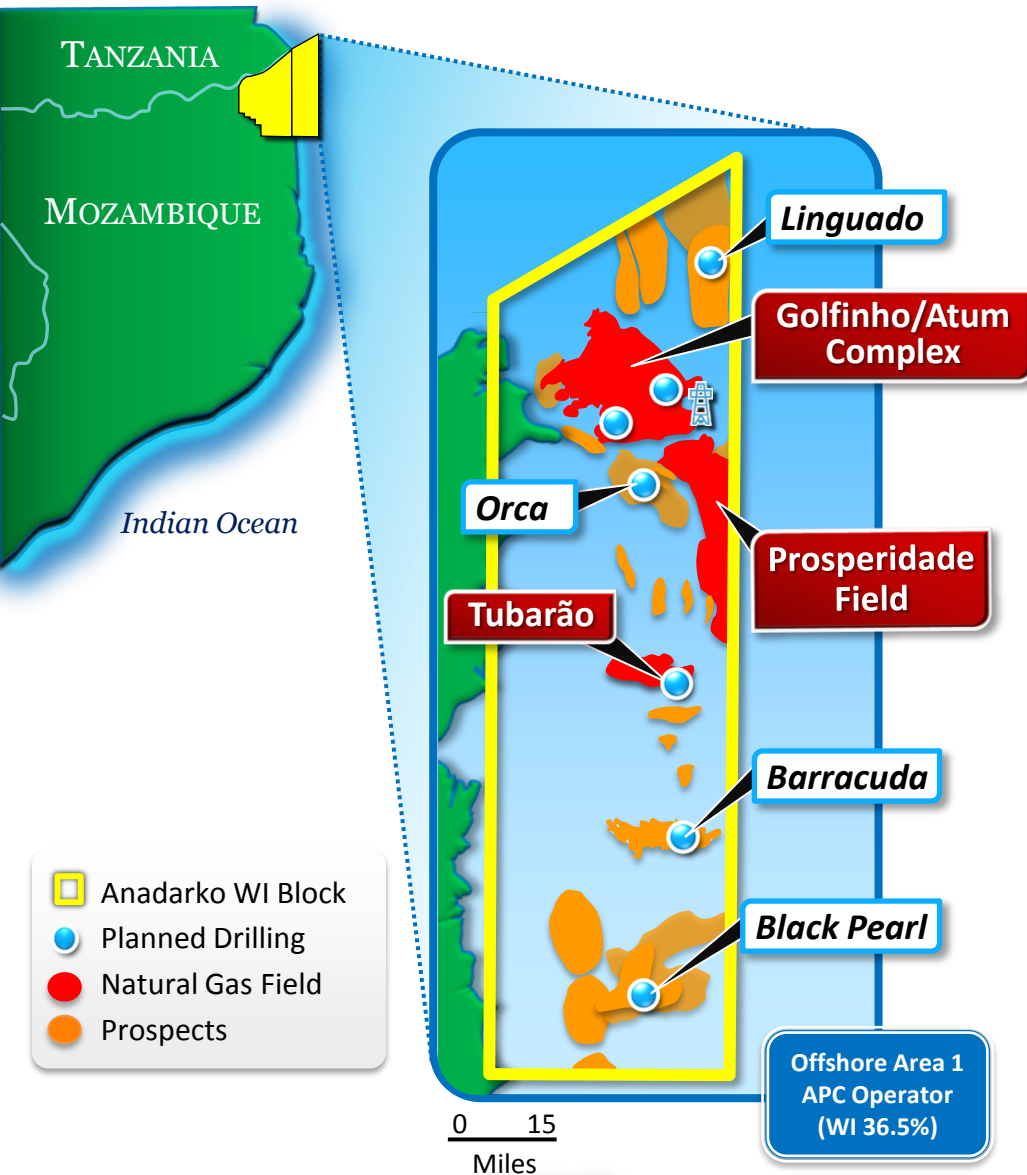 TANZANIA
MOZAMBIQUE
Indian Ocean
Linguado
Golfinho/Atum
Complex
Orca
Prosperidade
Field
Tubarão
Barracuda
Black Pearl
Anadarko WI Block
Planned Drilling
Natural Gas Field
Prospects
Offshore Area 1
APC Operator
(WI 36.5%)
0 15
Miles